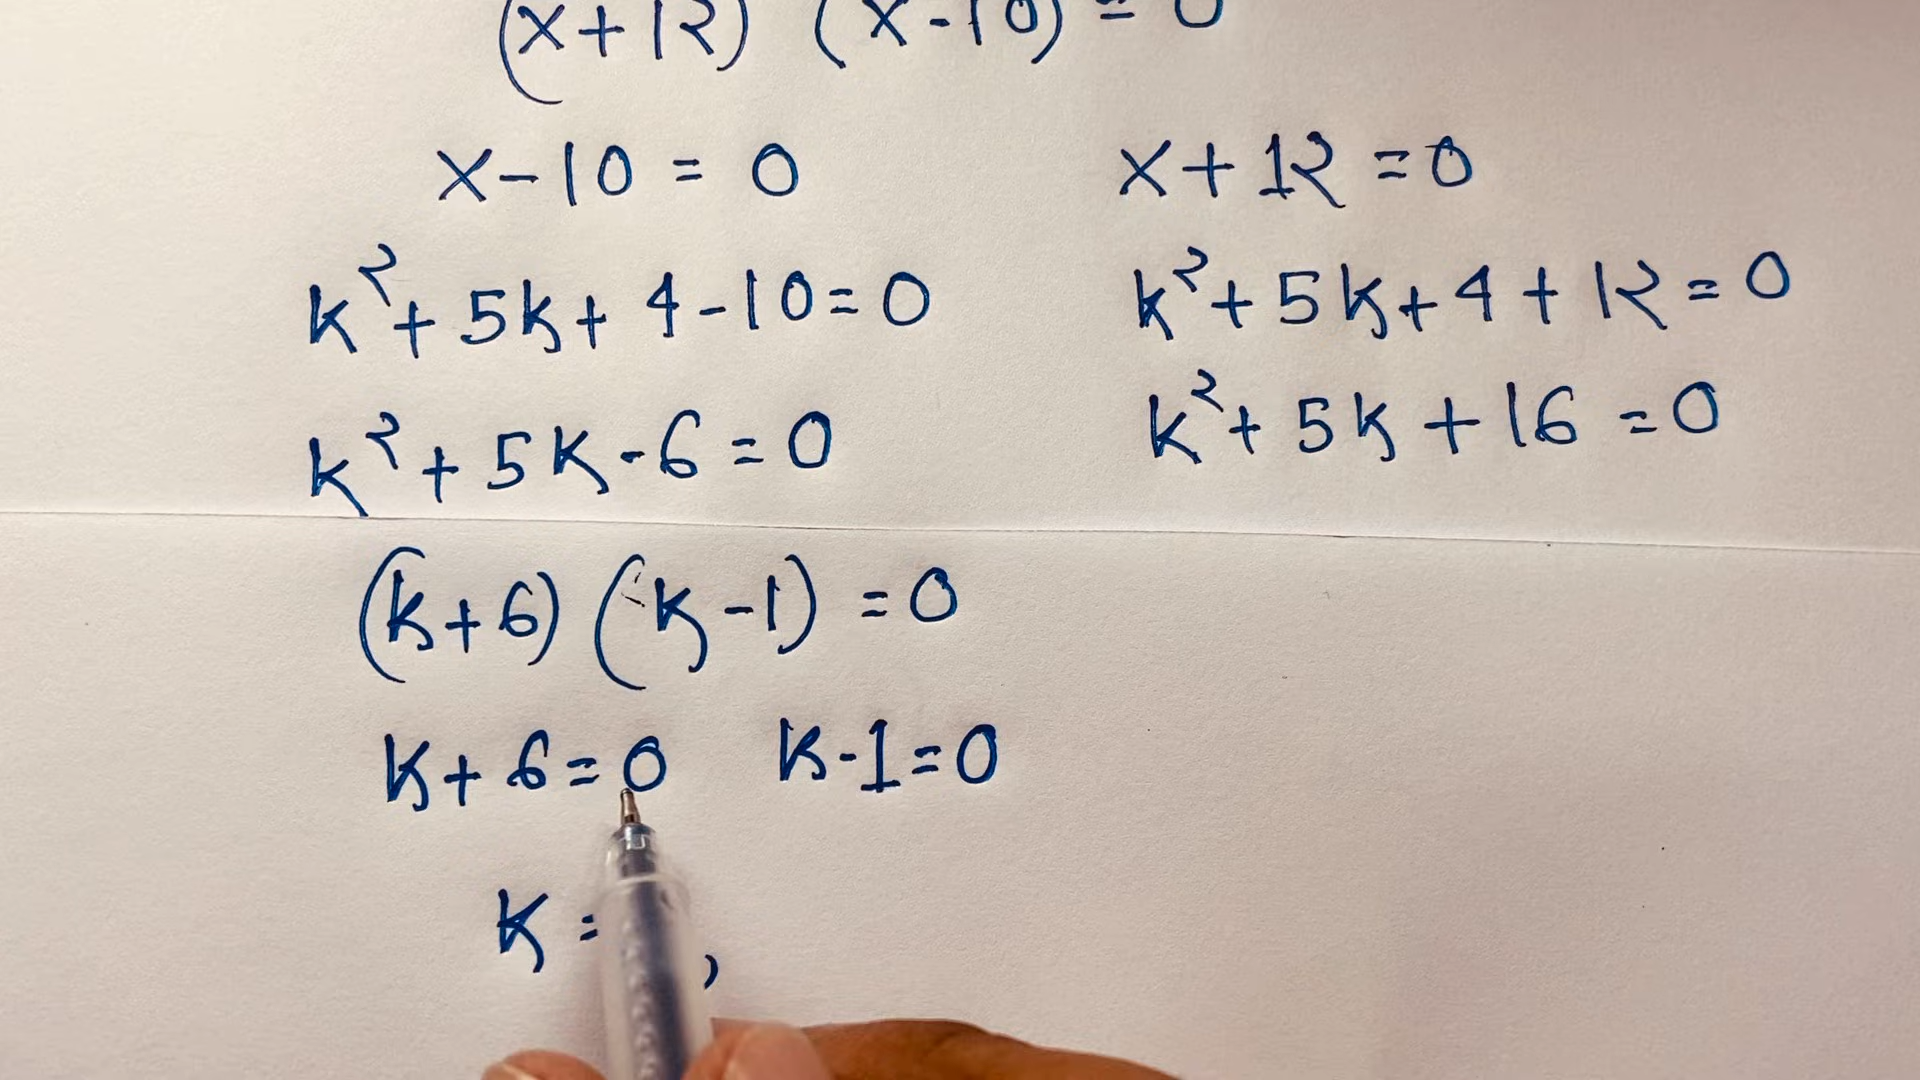 (x+12) (x-10) = 0
x-10 = 0 x+12 = 0
k²+5k+4-10=0 k²+5k+4+12=0
k²+5k-6=0 k²+5k+16=0
(k+6) (k-1) = 0
k+6=0 k-1=0
k = ,